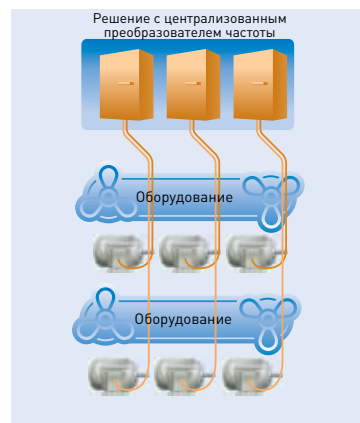 Решение с централизованным
преобразователем частоты
Оборудование
Оборудование